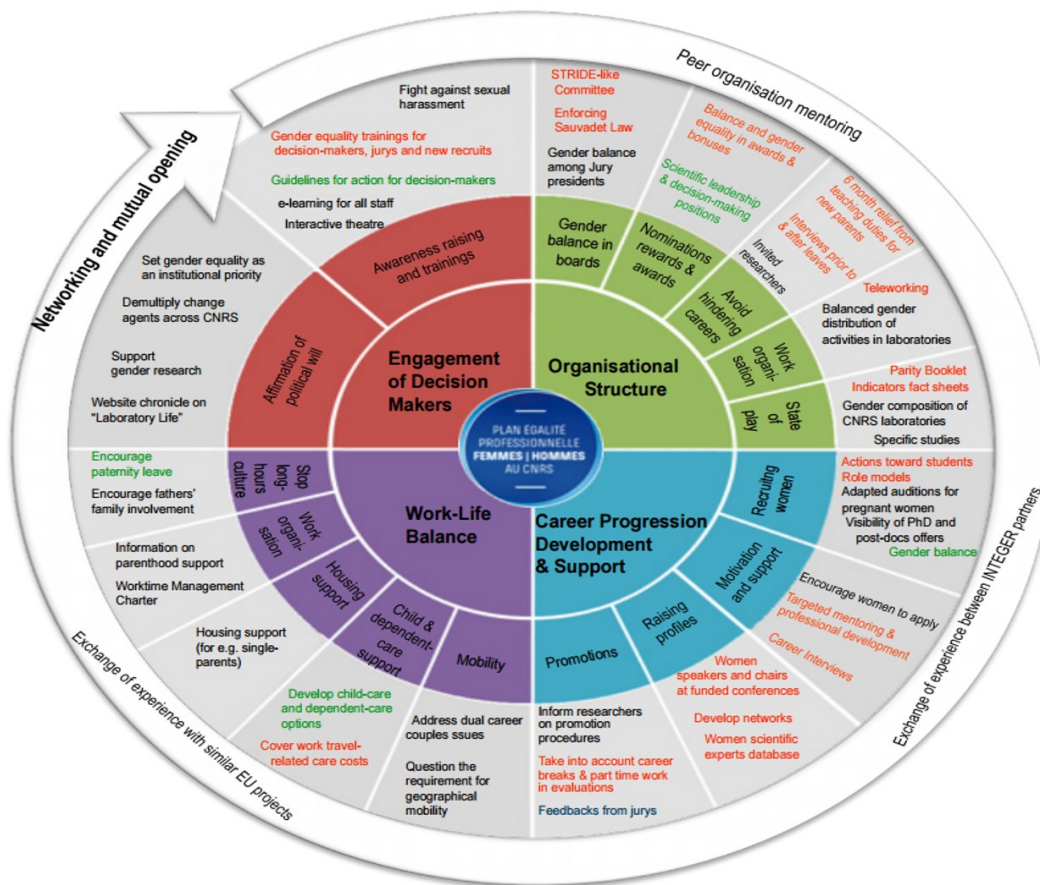 Networking and mutual opening
Peer organisation mentoring
Exchange of experience between INTEGER partners
Exchange of experience with similar EU projects
PLAN ÉGALITÉ
PROFESSIONNELLE
FEMMES | HOMMES
AU CNRS
Engagement
of Decision
Makers
Affirmation of
political will
Set gender equality as
an institutional priority
Demultiply change
agents across CNRS
Support
gender research
Website chronicle on
"Laboratory Life"
Awareness raising
and trainings
Fight against sexual
harassment
Gender equality trainings for
decision-makers, jurys and new recruits
Guidelines for action for decision-makers
e-learning for all staff
Interactive theatre
Organisational
Structure
Gender
balance in
boards
STRIDE-like
Committee
Enforcing
Sauvadet Law
Gender balance
among Jury
presidents
Nominations
rewards &
awards
Balance and gender
equality in awards &
bonuses
Scientific leadership
& decision-making
positions
Avoid
hindering
careers
6 month relief from
teaching duties for
new parents
Interviews prior to
& after leaves
Invited
researchers
Work
organi-
sation
Teleworking
Balanced gender
distribution of
activities in laboratories
State of
play
Parity Booklet
Indicators fact sheets
Gender composition of
CNRS laboratories
Specific studies
Career Progression
Development
& Support
Recruiting
women
Actions toward students
Role models
Adapted auditions for
pregnant women
Visibility of PhD and
post-docs offers
Gender balance
Motivation
and support
Encourage women to apply
Targeted mentoring &
professional development
Career Interviews
Raising
profiles
Women
speakers and chairs
at funded conferences
Develop networks
Women scientific
experts database
Promotions
Inform researchers
on promotion
procedures
Take into account career
breaks & part time work
in evaluations
Feedbacks from jurys
Work-Life
Balance
Mobility
Address dual career
couples ssues
Question the
requirement for
geographical
mobility
Child &
dependent-
care
support
Develop child-care
and dependent-care
options
Cover work travel-
related care costs
Housing
support
Housing support
(for e.g. single-
parents)
Work
organi-
sation
Information on
parenthood support
Worktime Management
Charter
Stop
long-
hours
culture
Encourage
paternity leave
Encourage fathers'
family involvement